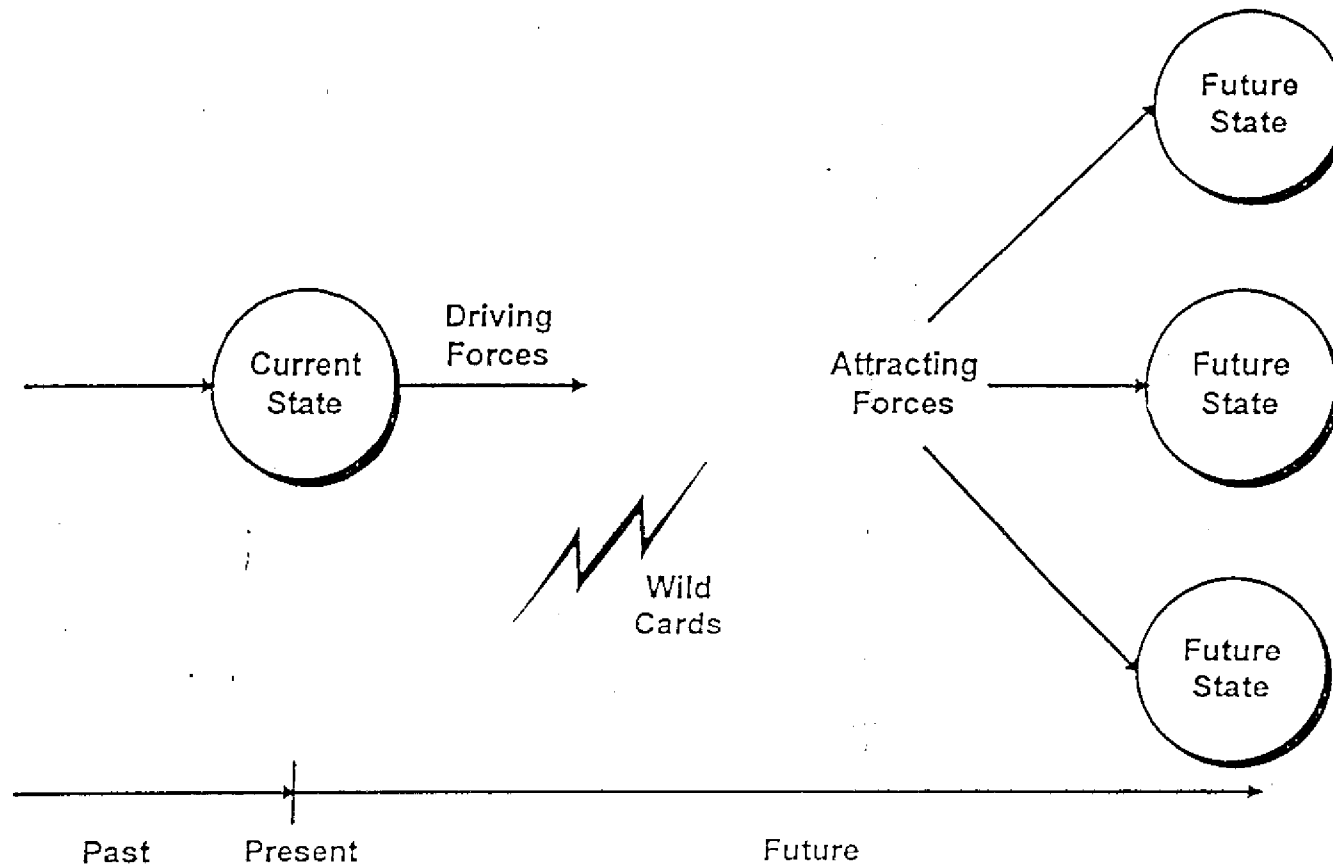 Future
State
Driving
Forces
Current
State
Attracting
Forces
Future
State
Wild
Cards
Future
State
Past
Present
Future